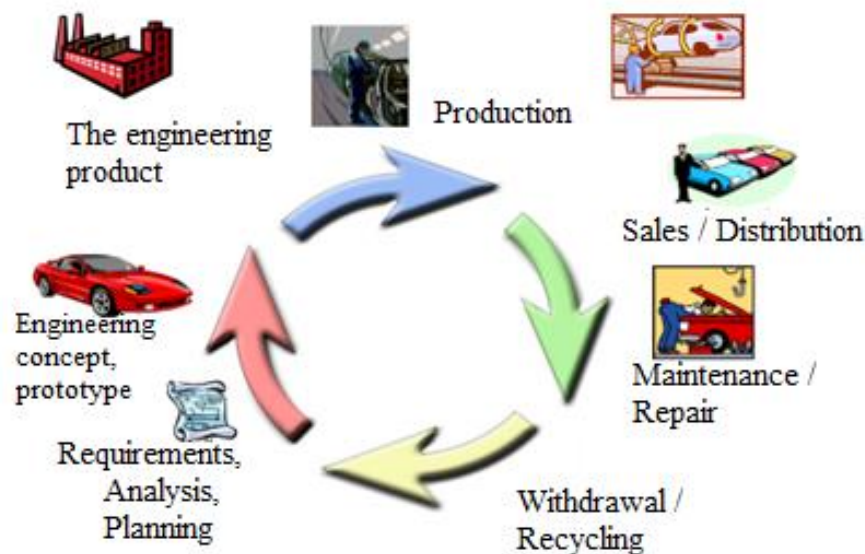 The engineering
product
Production
Sales / Distribution
Engineering
concept,
prototype
Maintenance /
Repair
Requirements,
Analysis,
Planning
Withdrawal /
Recycling